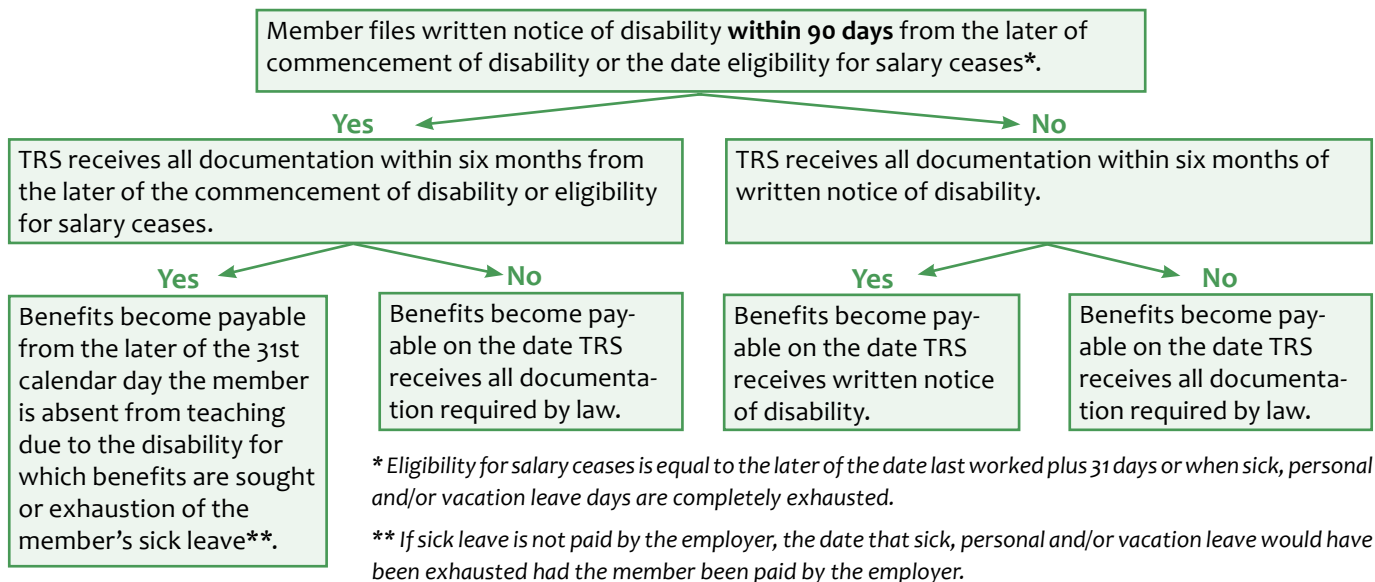 Member files written notice of disability within 90 days from the later of
commencement of disability or the date eligibility for salary ceases*.
Yes
No
TRS receives all documentation within six months from
the later of the commencement of disability or eligibility
for salary ceases.
TRS receives all documentation within six months of
written notice of disability.
Yes
No
Yes
No
Benefits become payable
from the later of the 31st
calendar day the member
is absent from teaching
due to the disability for
which benefits are sought
or exhaustion of the
member's sick leave**.
Benefits become pay-
able on the date TRS
receives all documenta-
tion required by law.
Benefits become pay-
able on the date TRS
receives written notice
of disability.
Benefits become pay-
able on the date TRS
receives all documenta-
tion required by law.
* Eligibility for salary ceases is equal to the later of the date last worked plus 31 days or when sick, personal
and/or vacation leave days are completely exhausted.
** If sick leave is not paid by the employer, the date that sick, personal and/or vacation leave would have
been exhausted had the member been paid by the employer.